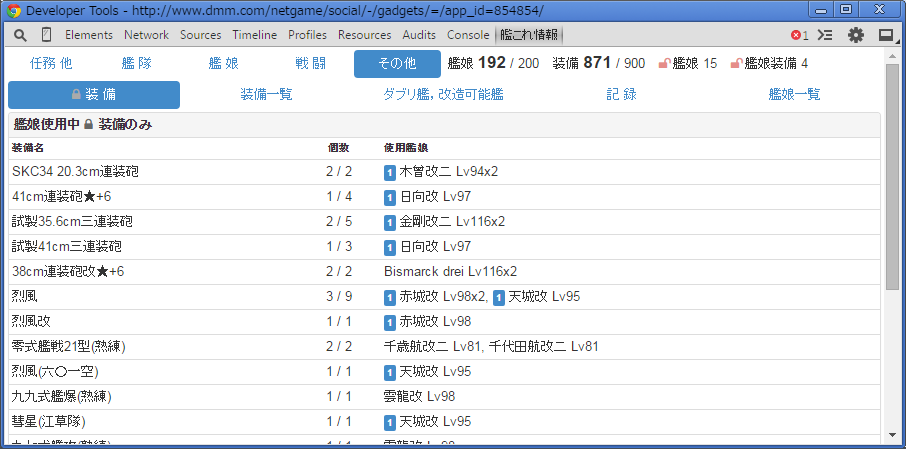 Developer Tools - http://www.dmm.com/netgame/social/-/gadgets/=/app_id=854854/
Elements Network Sources Timeline Profiles Resources Audits Console 艦これ情報 1
任務 他 艦 隊 艦 娘 戦 闘 その他 艦娘 192 / 200 装備 871 / 900 艦娘 15 艦娘装備 4
装 備 装備一覧 ダブリ艦，改造可能艦 記 録 艦娘一覧
艦娘使用中 装備のみ
装備名 個数 使用艦娘
SKC34 20.3cm連装砲 2 / 2 1 木曾改二 Lv94x2
41cm連装砲★+6 1 / 4 1 日向改 Lv97
試製35.6cm三連装砲 2 / 5 1 金剛改二 Lv116x2
試製41cm三連装砲 1 / 3 1 日向改 Lv97
38cm連装砲改★+6 2 / 2 Bismarck drei Lv116x2
烈風 3 / 9 1 赤城改 Lv98x2, 1 天城改 Lv95
烈風改 1 / 1 1 赤城改 Lv98
零式艦戦21型(熟練) 2 / 2 千歳航改二 Lv81, 千代田航改二 Lv81
烈風(六〇一空) 1 / 1 1 天城改 Lv95
九九式艦爆(熟練) 1 / 1 雲龍改 Lv98
彗星(江草隊) 1 / 1 1 天城改 Lv95